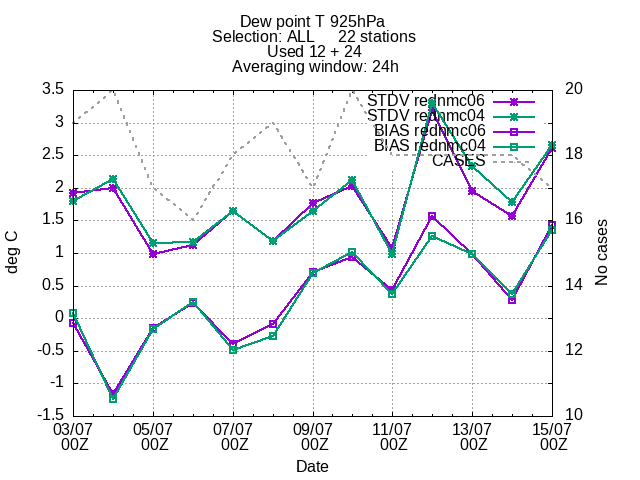 Dew point T 925hPa
Selection: ALL 22 stations
Used 12 + 24
Averaging window: 24h
STDV rednmc06
STDV rednmc04
BIAS rednmc06
BIAS rednmc04
CASES
deg C
3.5
3
2.5
2
1.5
1
0.5
0
-0.5
-1
-1.5
20
18
16
14
12
10
No cases
03/07 05/07 07/07 09/07 11/07 13/07 15/07
00Z 00Z 00Z 00Z 00Z 00Z 00Z
Date